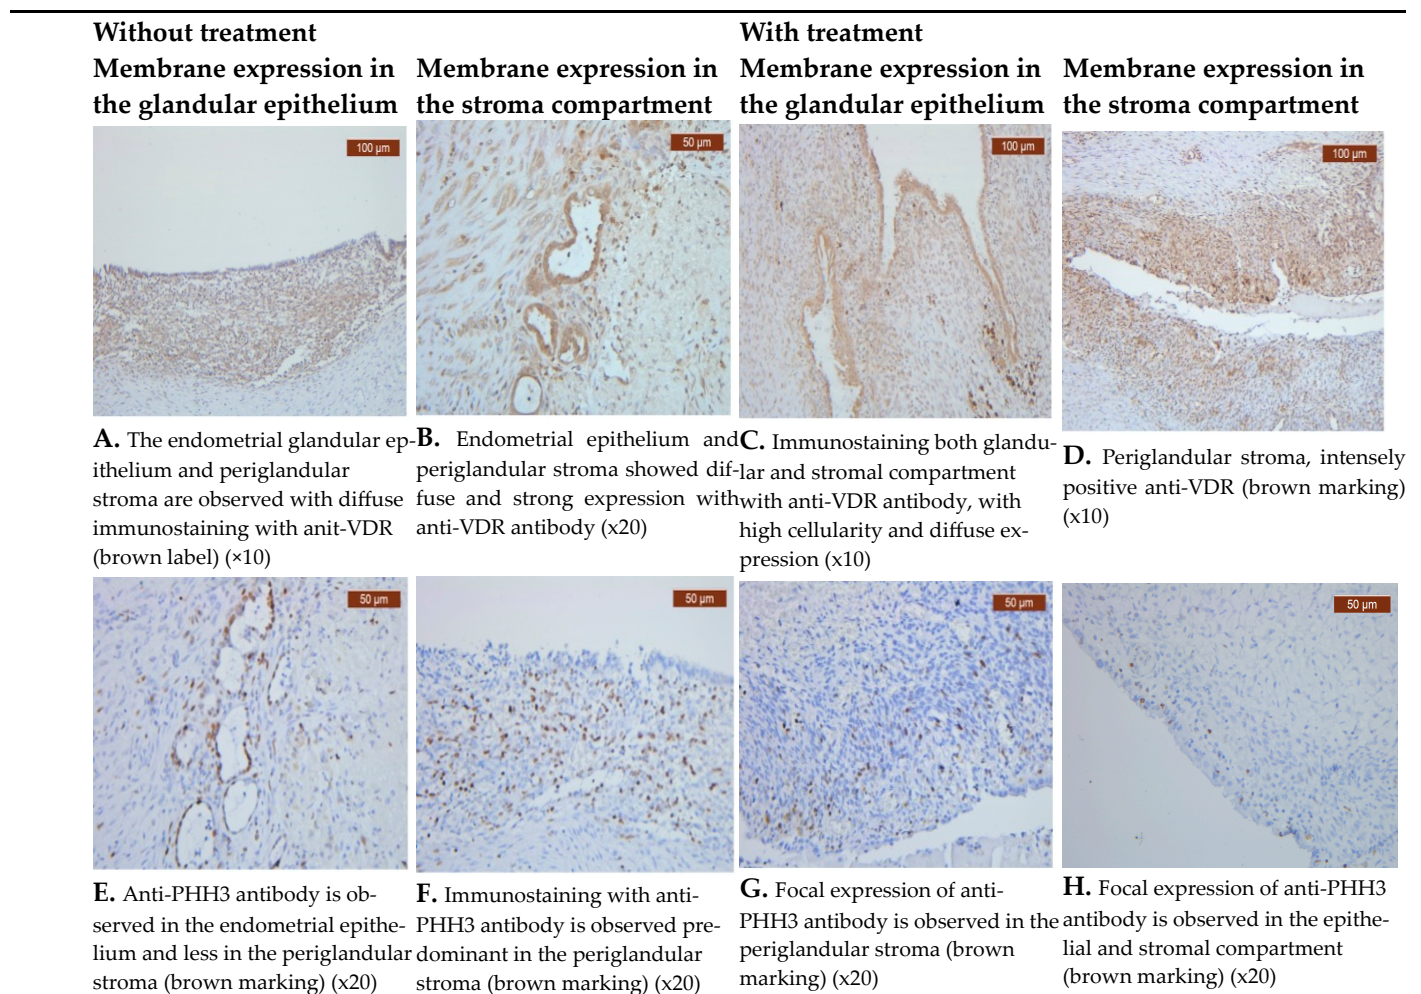 Without treatment
With treatment
Membrane expression in
the glandular epithelium
Membrane expression in
the stroma compartment
Membrane expression in
the glandular epithelium
Membrane expression in
the stroma compartment
100 µm
50 µm
100 µm
100 µm
A. The endometrial glandular ep-
ithelium and periglandular
stroma are observed with diffuse
immunostaining with anit-VDR
(brown label) (×10)
B. Endometrial epithelium and
periglandular stroma showed dif-
fuse and strong expression with
anti-VDR antibody (x20)
C. Immunostaining both glandu-
lar and stromal compartment
with anti-VDR antibody, with
high cellularity and diffuse ex-
pression (x10)
D. Periglandular stroma, intensely
positive anti-VDR (brown marking)
(x10)
50 µm
50 µm
50 µm
50 µm
E. Anti-PHH3 antibody is ob-
served in the endometrial epithe-
lium and less in the periglandular
stroma (brown marking) (x20)
F. Immunostaining with anti-
PHH3 antibody is observed pre-
dominant in the periglandular
stroma (brown marking) (x20)
G. Focal expression of anti-
PHH3 antibody is observed in the
periglandular stroma (brown
marking) (x20)
H. Focal expression of anti-PHH3
antibody is observed in the epithe-
lial and stromal compartment
(brown marking) (x20)